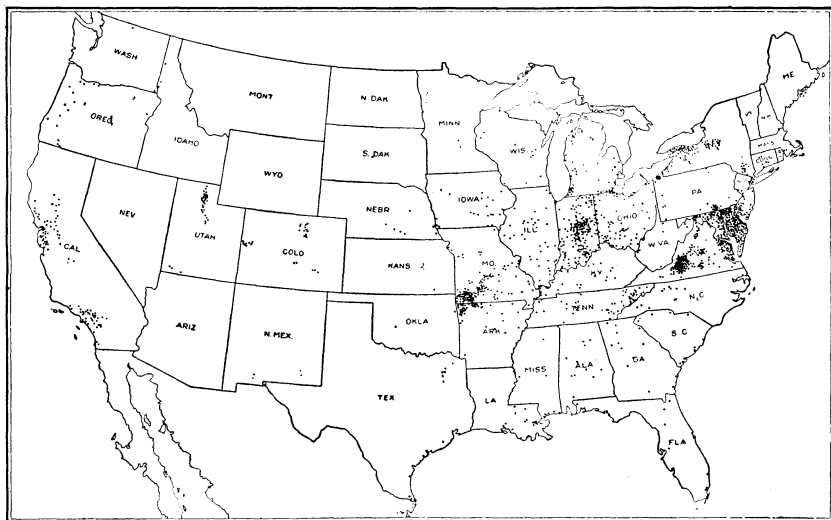 WASH
OREG
IDAHO
MONT
N DAK
S. DAK
WYO
NEBR
NEV
UTAH
COLO
KANS
CAL
ARIZ
N. MEX.
OKLA
TEX
MINN
WIS
IOWA
ILL
MO.
ARK
LA
MISS
ALA
TENN
KY
OHIO
W VA
PA
N.C
S C
GA
FLA
ME.
VT
N.H.
MASS